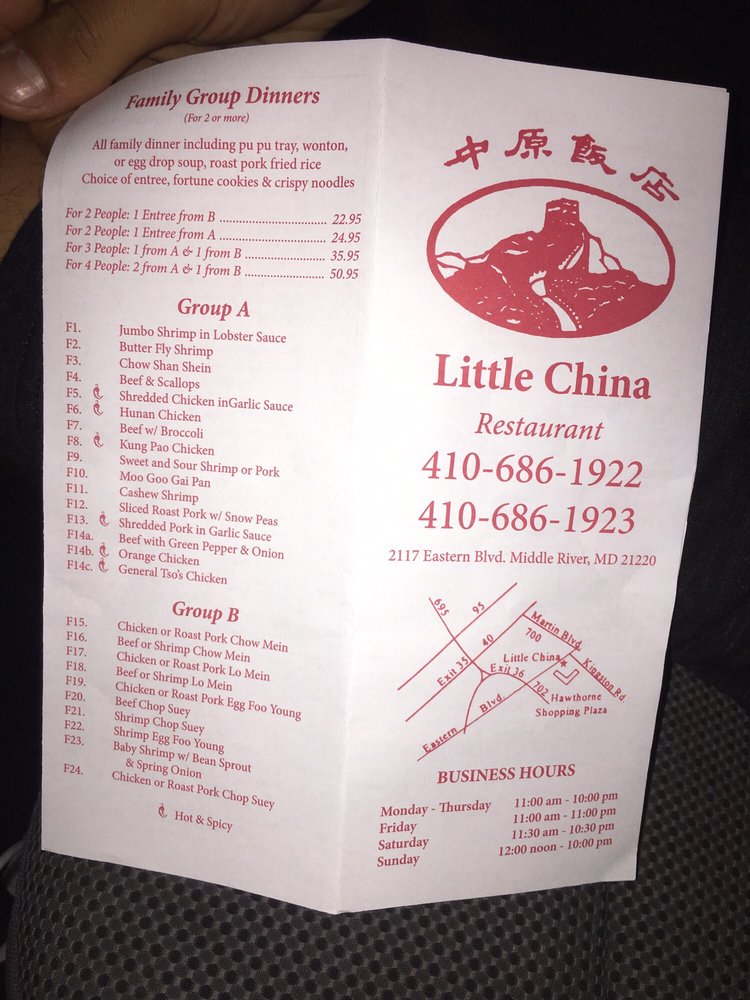 Family Group Dinners
(For 2 or more)
All family dinner including pu pu tray, wonton,
or egg drop soup, roast pork fried rice
Choice of entree, fortune cookies & crispy noodles
For 2 People: 1 Entree from B .............................. 22.95
For 2 People: 1 Entree from A .............................. 24.95
For 3 People: 1 from A & 1 from B ....................... 35.95
For 4 People: 2 from A & 1 from B ....................... 50.95
Group A
F1. Jumbo Shrimp in Lobster Sauce
F2. Butter Fly Shrimp
F3. Chow Shan Shein
F4. Beef & Scallops
F5. Shredded Chicken inGarlic Sauce
F6. Hunan Chicken
F7. Beef w/ Broccoli
F8. Kung Pao Chicken
F9. Sweet and Sour Shrimp or Pork
F10. Moo Goo Gai Pan
F11. Cashew Shrimp
F12. Sliced Roast Pork w/ Snow Peas
F13. Shredded Pork in Garlic Sauce
F14a. Beef with Green Pepper & Onion
F14b. Orange Chicken
F14c. General Tso's Chicken
Group B
F15. Chicken or Roast Pork Chow Mein
F16. Beef or Shrimp Chow Mein
F17. Chicken or Roast Pork Lo Mein
F18. Beef or Shrimp Lo Mein
F19. Chicken or Roast Pork Egg Foo Young
F20. Beef Chop Suey
F21. Shrimp Chop Suey
F22. Shrimp Egg Foo Young
F23. Baby Shrimp w/ Bean Sprout
& Spring Onion
F24. Chicken or Roast Pork Chop Suey
Hot & Spicy
中原飯店
Little China
Restaurant
410-686-1922
410-686-1923
2117 Eastern Blvd. Middle River, MD 21220
695
95
40
Martin Blvd.
700
Little China
Kingston Rd
Exit 35
Exit 36
702
Hawthorne
Shopping Plaza
Eastern Blvd.
BUSINESS HOURS
Monday - Thursday 11:00 am - 10:00 pm
Friday 11:00 am - 11:00 pm
Saturday 11:30 am - 10:30 pm
Sunday 12:00 noon - 10:00 pm